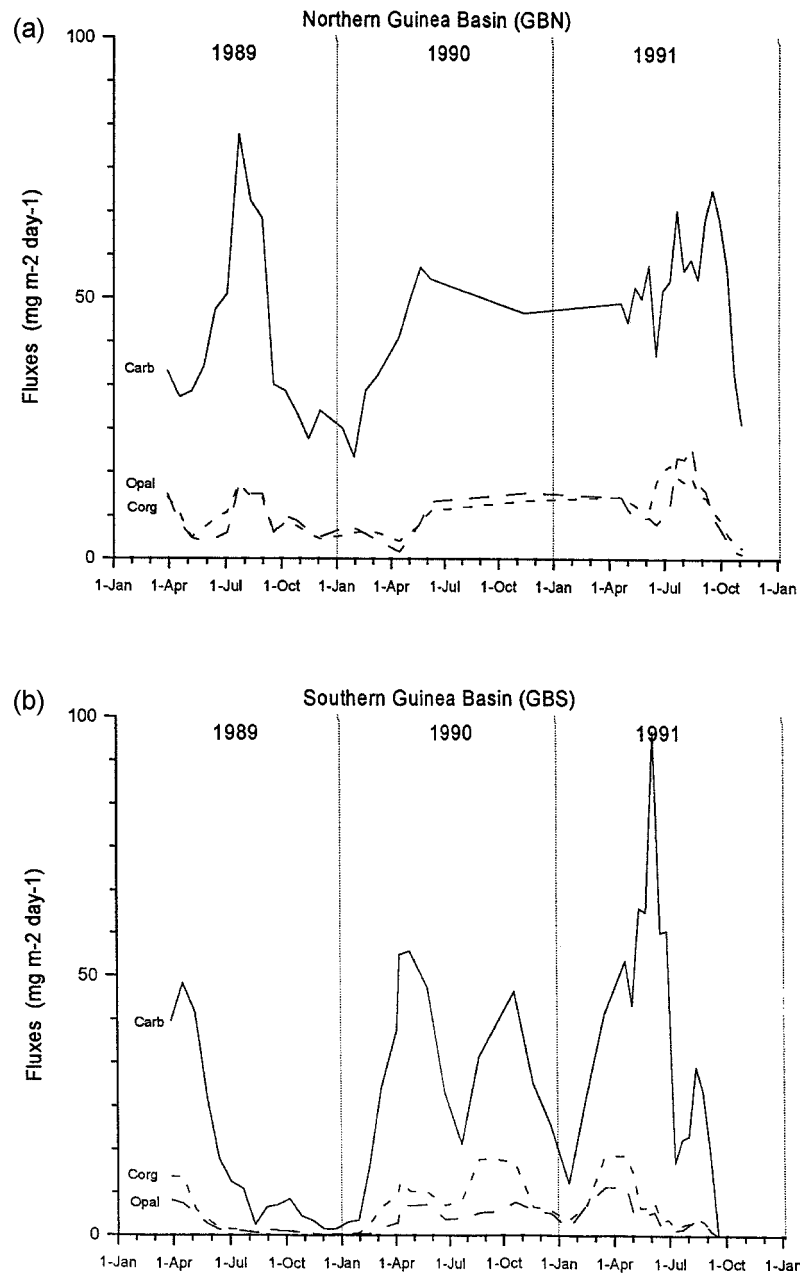 (a)
Northern Guinea Basin (GBN)
100
1989
1990
1991
Fluxes (mg m-2 day-1)
50
Carb
Opal
Corg
0
1-Jan 1-Apr 1-Jul 1-Oct 1-Jan 1-Apr 1-Jul 1-Oct 1-Jan 1-Apr 1-Jul 1-Oct 1-Jan
(b)
Southern Guinea Basin (GBS)
100
1989
1990
1991
Fluxes (mg m-2 day-1)
50
Carb
Corg
Opal
0
1-Jan 1-Apr 1-Jul 1-Oct 1-Jan 1-Apr 1-Jul 1-Oct 1-Jan 1-Apr 1-Jul 1-Oct 1-Jan